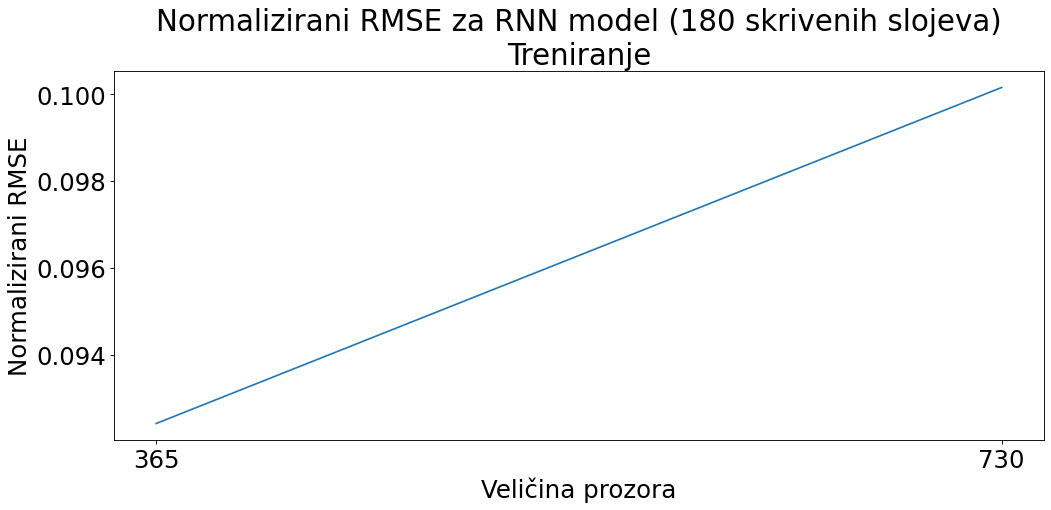 Normalizirani RMSE za RNN model (180 skrivenih slojeva)
Treniranje
Normalizirani RMSE
0.100
0.098
0.096
0.094
365
730
Veličina prozora